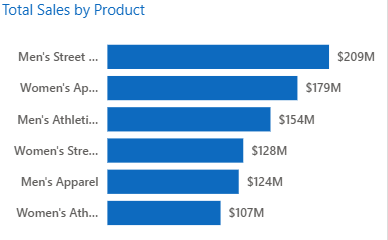 Total Sales by Product
Men's Street ... $209M
Women's Ap... $179M
Men's Athleti... $154M
Women's Stre... $128M
Men's Apparel $124M
Women's Ath... $107M